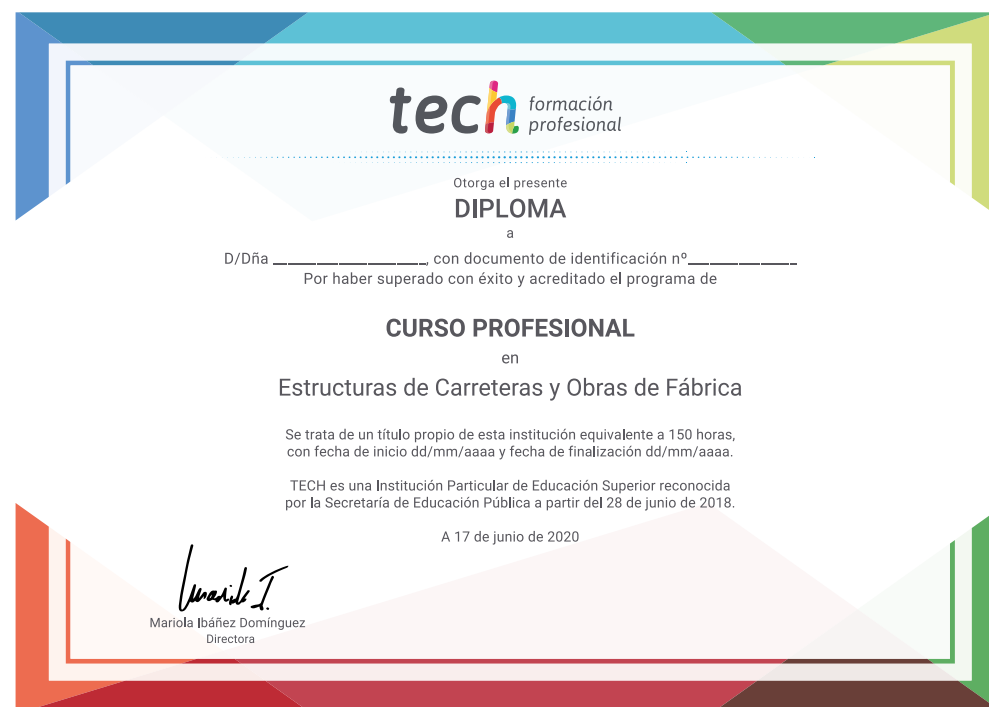 tech formación
profesional
Otorga el presente
DIPLOMA
a
D/Dña ____________________, con documento de identificación nº______________
Por haber superado con éxito y acreditado el programa de
CURSO PROFESIONAL
en
Estructuras de Carreteras y Obras de Fábrica
Se trata de un título propio de esta institución equivalente a 150 horas,
con fecha de inicio dd/mm/aaaa y fecha de finalización dd/mm/aaaa.
TECH es una Institución Particular de Educación Superior reconocida
por la Secretaría de Educación Pública a partir del 28 de junio de 2018.
A 17 de junio de 2020
Mariola Ibáñez Domínguez
Directora